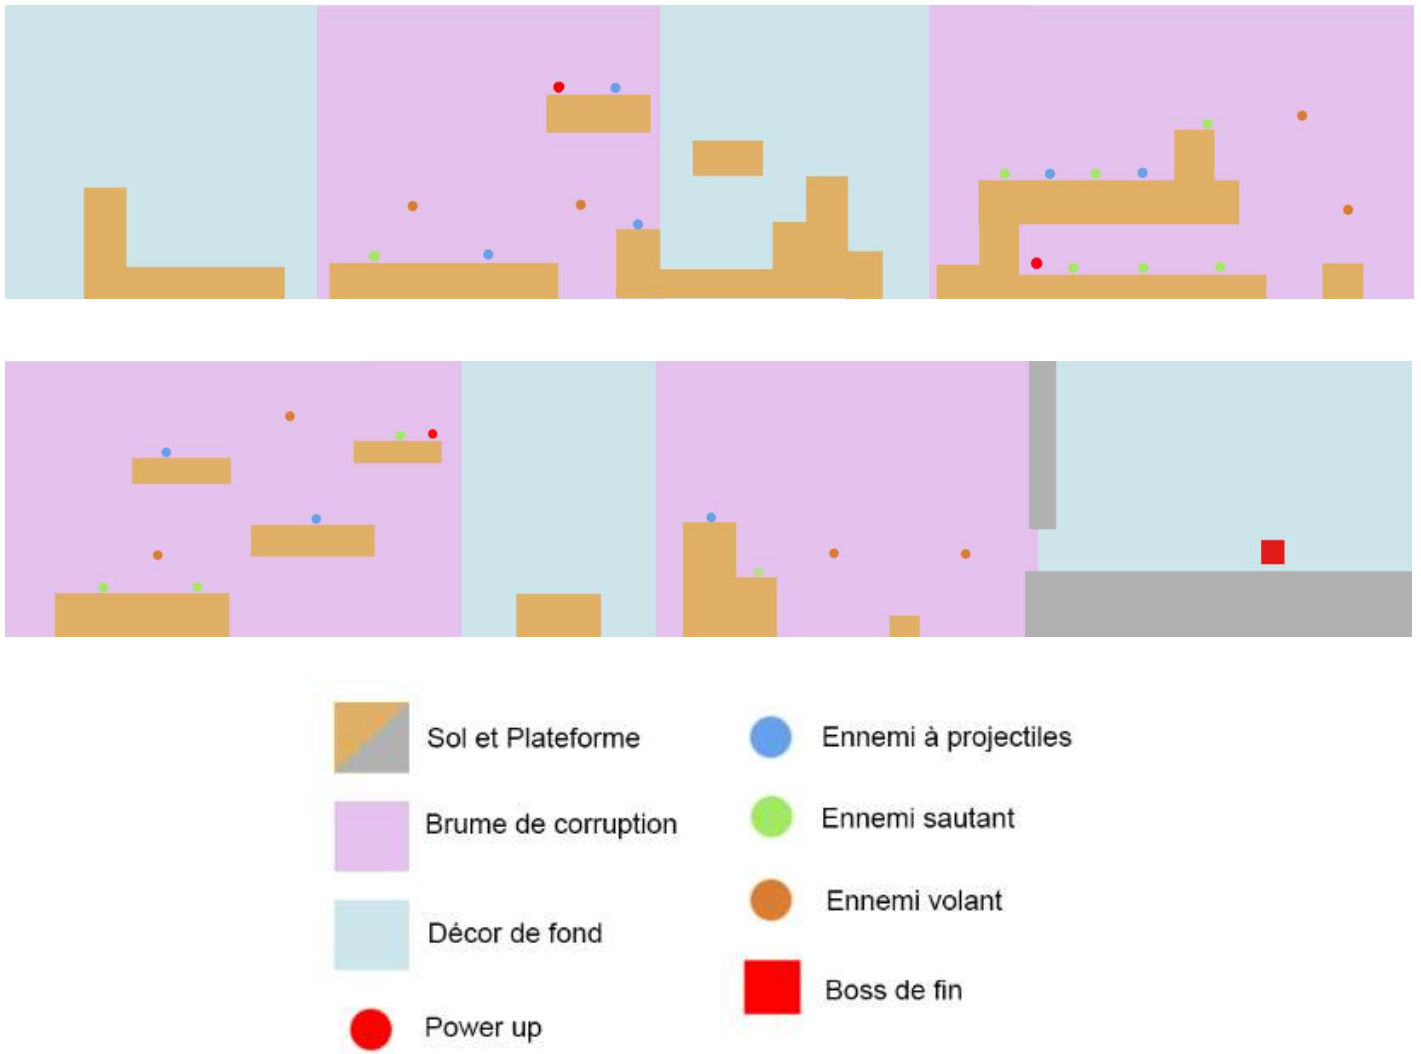 Sol et Plateforme
Brume de corruption
Décor de fond
Power up
Ennemi à projectiles
Ennemi sautant
Ennemi volant
Boss de fin